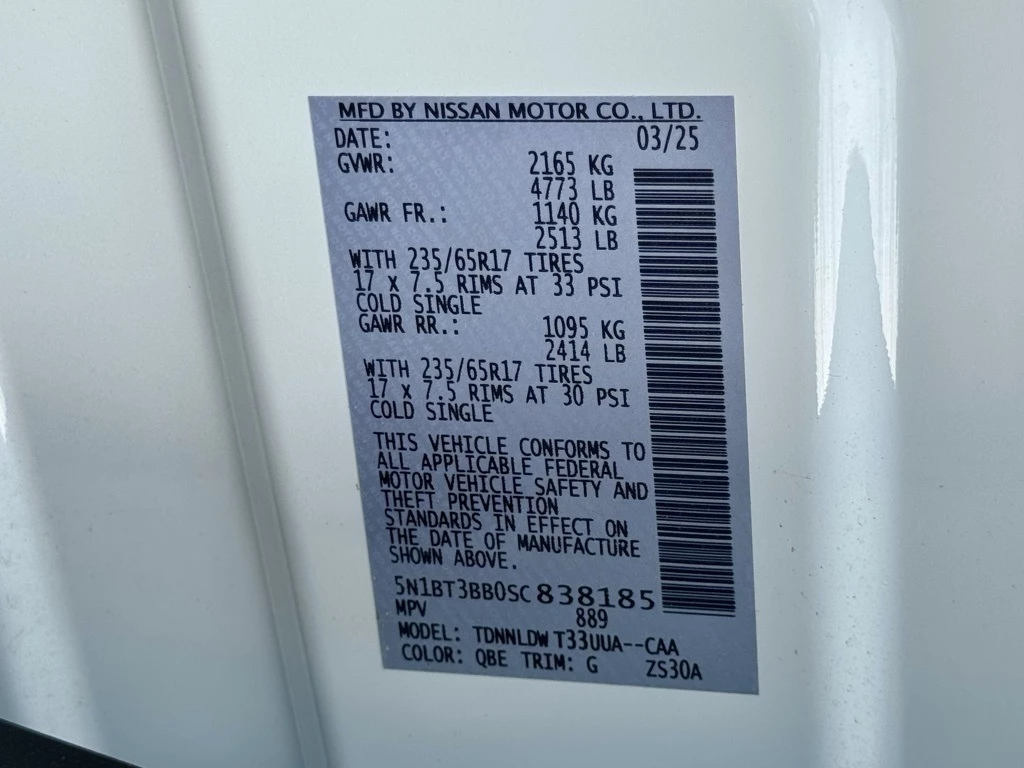 MFD BY NISSAN MOTOR CO., LTD.
DATE: 03/25
GVWR: 2165 KG
4773 LB
GAWR FR.: 1140 KG
2513 LB
WITH 235/65R17 TIRES
17 X 7.5 RIMS AT 33 PSI
COLD SINGLE
GAWR RR.: 1095 KG
2414 LB
WITH 235/65R17 TIRES
17 X 7.5 RIMS AT 30 PSI
COLD SINGLE
THIS VEHICLE CONFORMS TO
ALL APPLICABLE FEDERAL
MOTOR VEHICLE SAFETY AND
THEFT PREVENTION
STANDARDS IN EFFECT ON
THE DATE OF MANUFACTURE
SHOWN ABOVE.
5N1BT3BB0SC838185
MPV 889
MODEL: TDNNLDW T33UUA--CAA
COLOR: QBE TRIM: G ZS30A